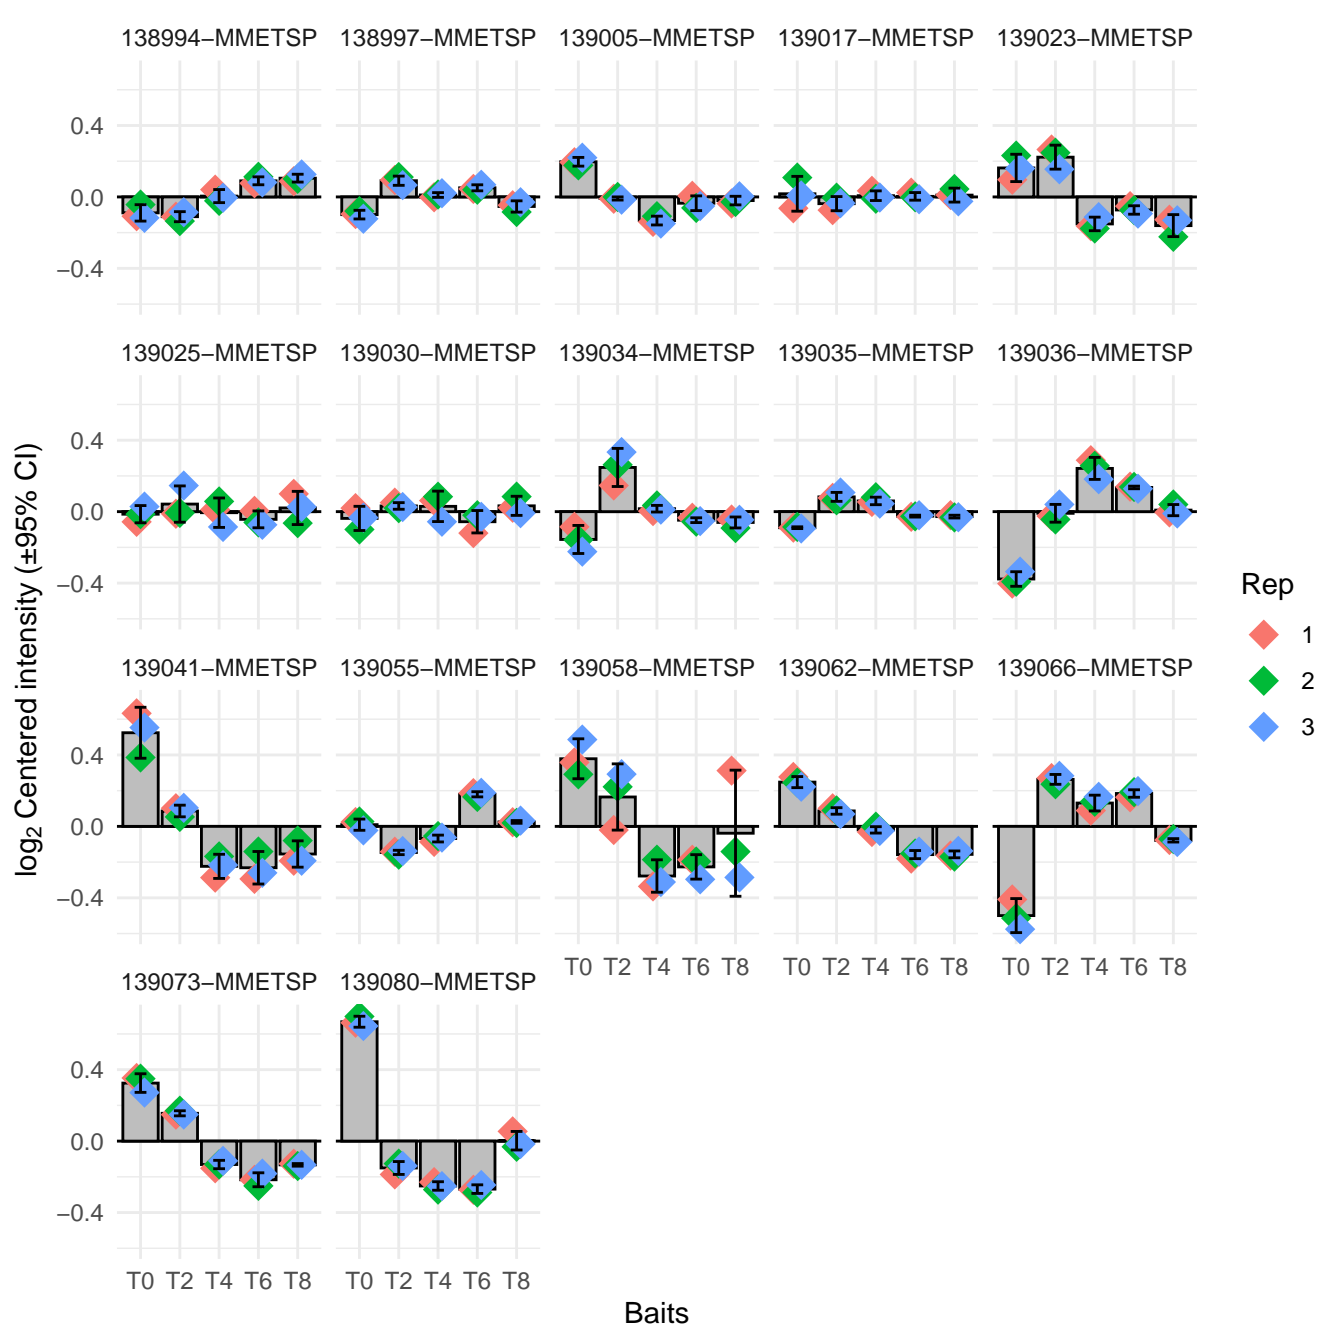 138994−MMETSP 138997−MMETSP 139005−MMETSP 139017−MMETSP 139023−MMETSP
0.4
0.0
−0.4
139025−MMETSP 139030−MMETSP 139034−MMETSP 139035−MMETSP 139036−MMETSP
0.4
0.0
−0.4
139041−MMETSP 139055−MMETSP 139058−MMETSP 139062−MMETSP 139066−MMETSP
0.4
0.0
−0.4
T0 T2 T4 T6 T8 T0 T2 T4 T6 T8 T0 T2 T4 T6 T8
139073−MMETSP 139080−MMETSP
0.4
0.0
−0.4
T0 T2 T4 T6 T8 T0 T2 T4 T6 T8
Baits
log₂ Centered intensity (±95% CI)
Rep
1
2
3